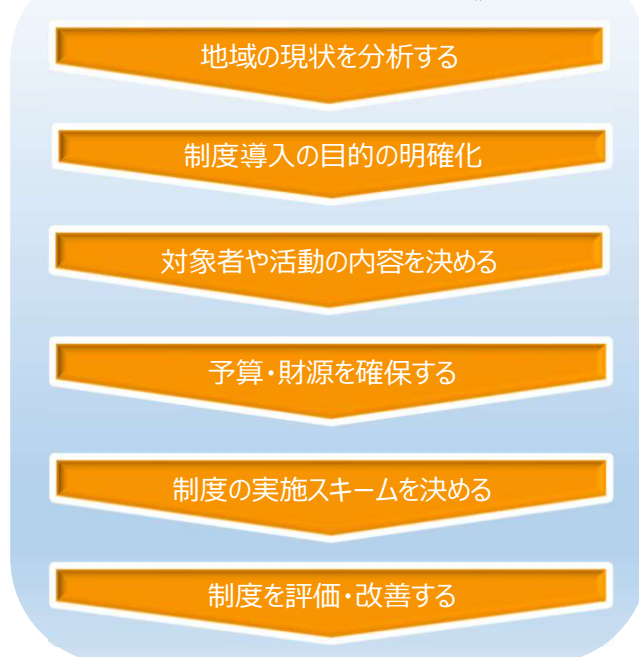 地域の現状を分析する
制度導入の目的の明確化
対象者や活動の内容を決める
予算・財源を確保する
制度の実施スキームを決める
制度を評価・改善する